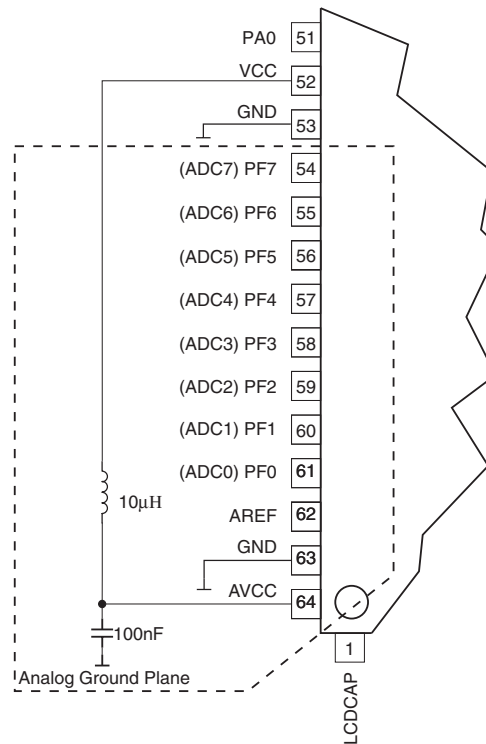 PA0 51
VCC 52
GND 53
(ADC7) PF7 54
(ADC6) PF6 55
(ADC5) PF5 56
(ADC4) PF4 57
(ADC3) PF3 58
(ADC2) PF2 59
(ADC1) PF1 60
(ADC0) PF0 61
10μH
AREF 62
GND 63
AVCC 64
100nF
Analog Ground Plane
1
LCDCAP